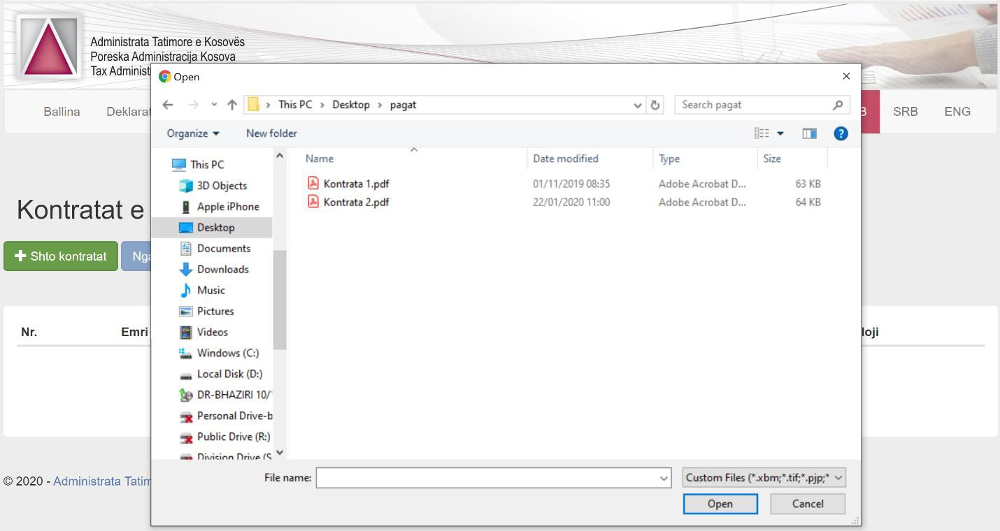 Administrata Tatimore e Kosovës
Poreska Administracija Kosova
Tax Administ
Ballina Deklarat B SRB ENG
Kontratat e
Shto kontratat Nga
Nr. Emri loji
© 2020 - Administrata Tatim
Open
This PC > Desktop > pagat Search pagat
Organize New folder
This PC
3D Objects
Apple iPhone
Desktop
Documents
Downloads
Music
Pictures
Videos
Windows (C:)
Local Disk (D:)
DR-BHAZIRI 10/
Personal Drive-b
Public Drive (R:)
Division Drive (S
Name Date modified Type Size
Kontrata 1.pdf 01/11/2019 08:35 Adobe Acrobat D... 63 KB
Kontrata 2.pdf 22/01/2020 11:00 Adobe Acrobat D... 64 KB
File name: Custom Files (*.xbm;*.tif;*.pjp;*
Open Cancel